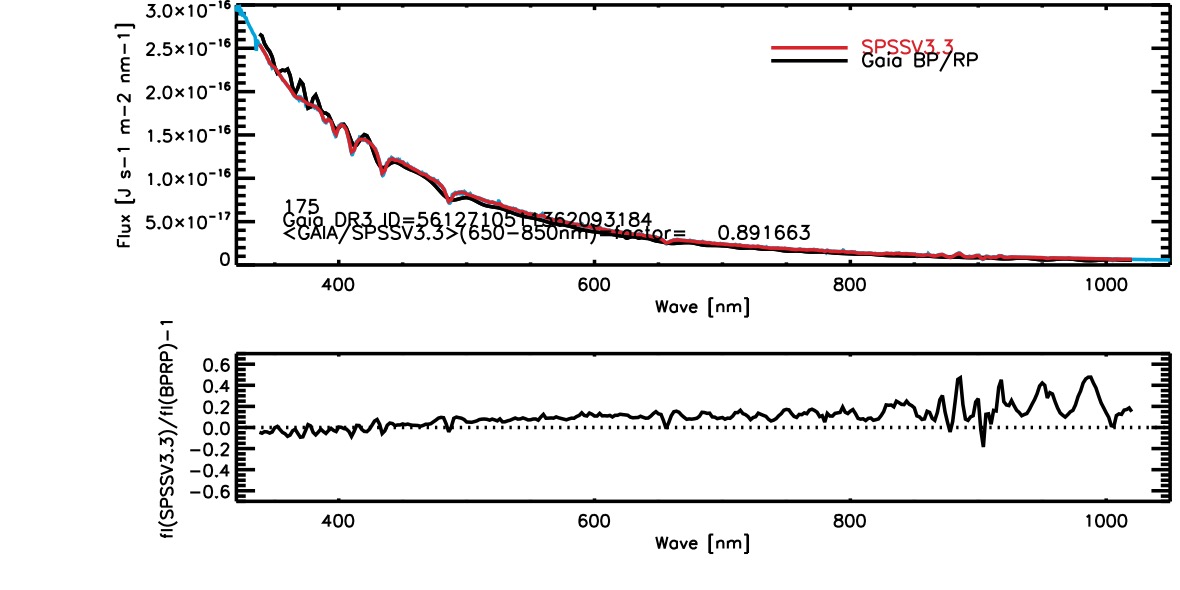 3.0×10−16
2.5×10−16
2.0×10−16
1.5×10−16
1.0×10−16
5.0×10−17
0
Flux [J s−1 m−2 nm−1]
SPSSV3.3
Gaia BP/RP
175
Gaia DR3 ID=
<GAIA/SPSSV3.3>(650−850nm)−factor= 0.891663
400 600 800 1000
Wave [nm]
fl(SPSSV3.3)/fl(BPRP)−1
0.6
0.4
0.2
0.0
−0.2
−0.4
−0.6
400 600 800 1000
Wave [nm]